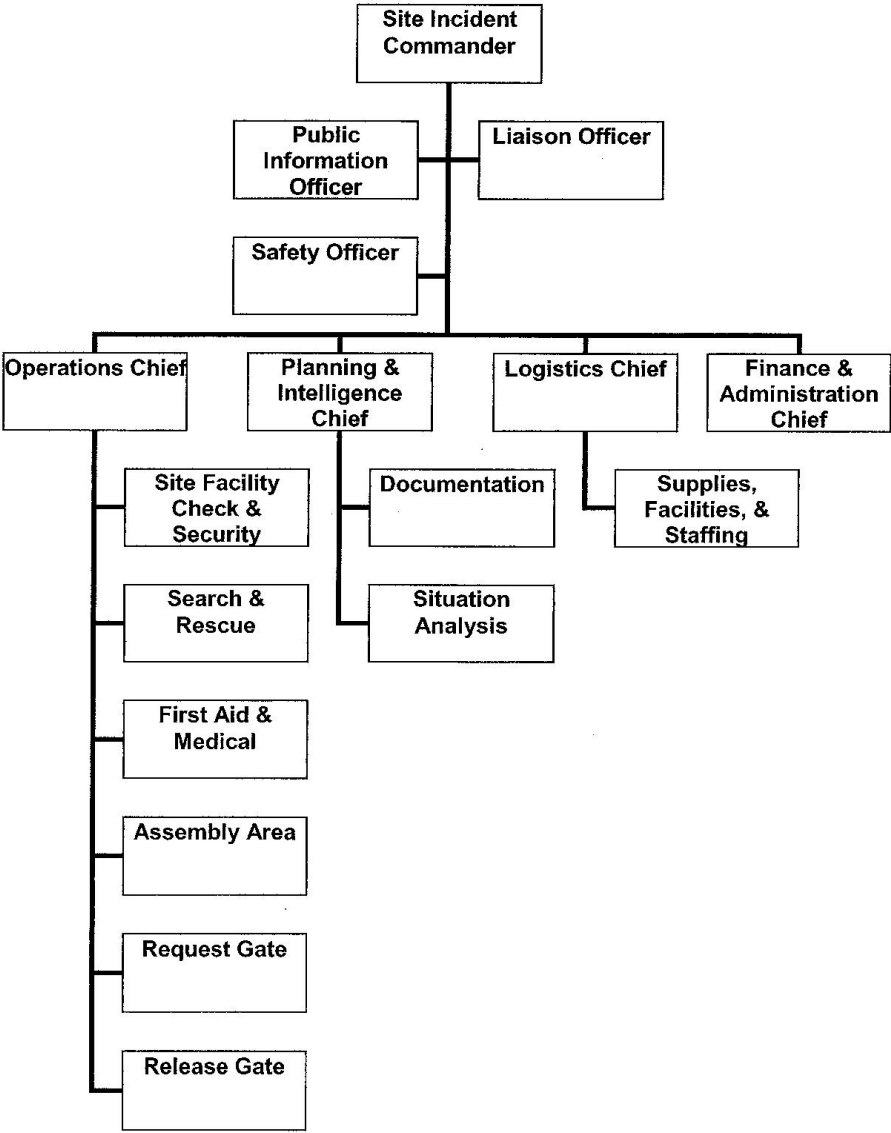 Site Incident
Commander
Public
Information
Officer
Liaison Officer
Safety Officer
Operations Chief
Planning &
Intelligence
Chief
Logistics Chief
Finance &
Administration
Chief
Site Facility
Check &
Security
Documentation
Supplies,
Facilities, &
Staffing
Search &
Rescue
Situation
Analysis
First Aid &
Medical
Assembly Area
Request Gate
Release Gate